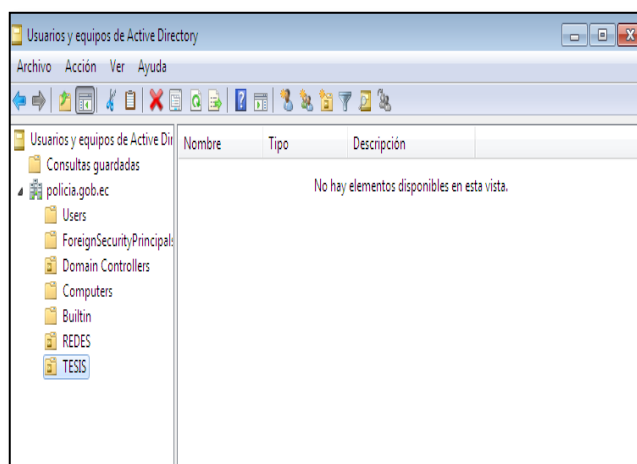 Usuarios y equipos de Active Directory
Archivo Acción Ver Ayuda
Usuarios y equipos de Active Dir
Nombre Tipo Descripción
Consultas guardadas
No hay elementos disponibles en esta vista.
policia.gob.ec
Users
ForeignSecurityPrincipals
Domain Controllers
Computers
Builtin
REDES
TESIS